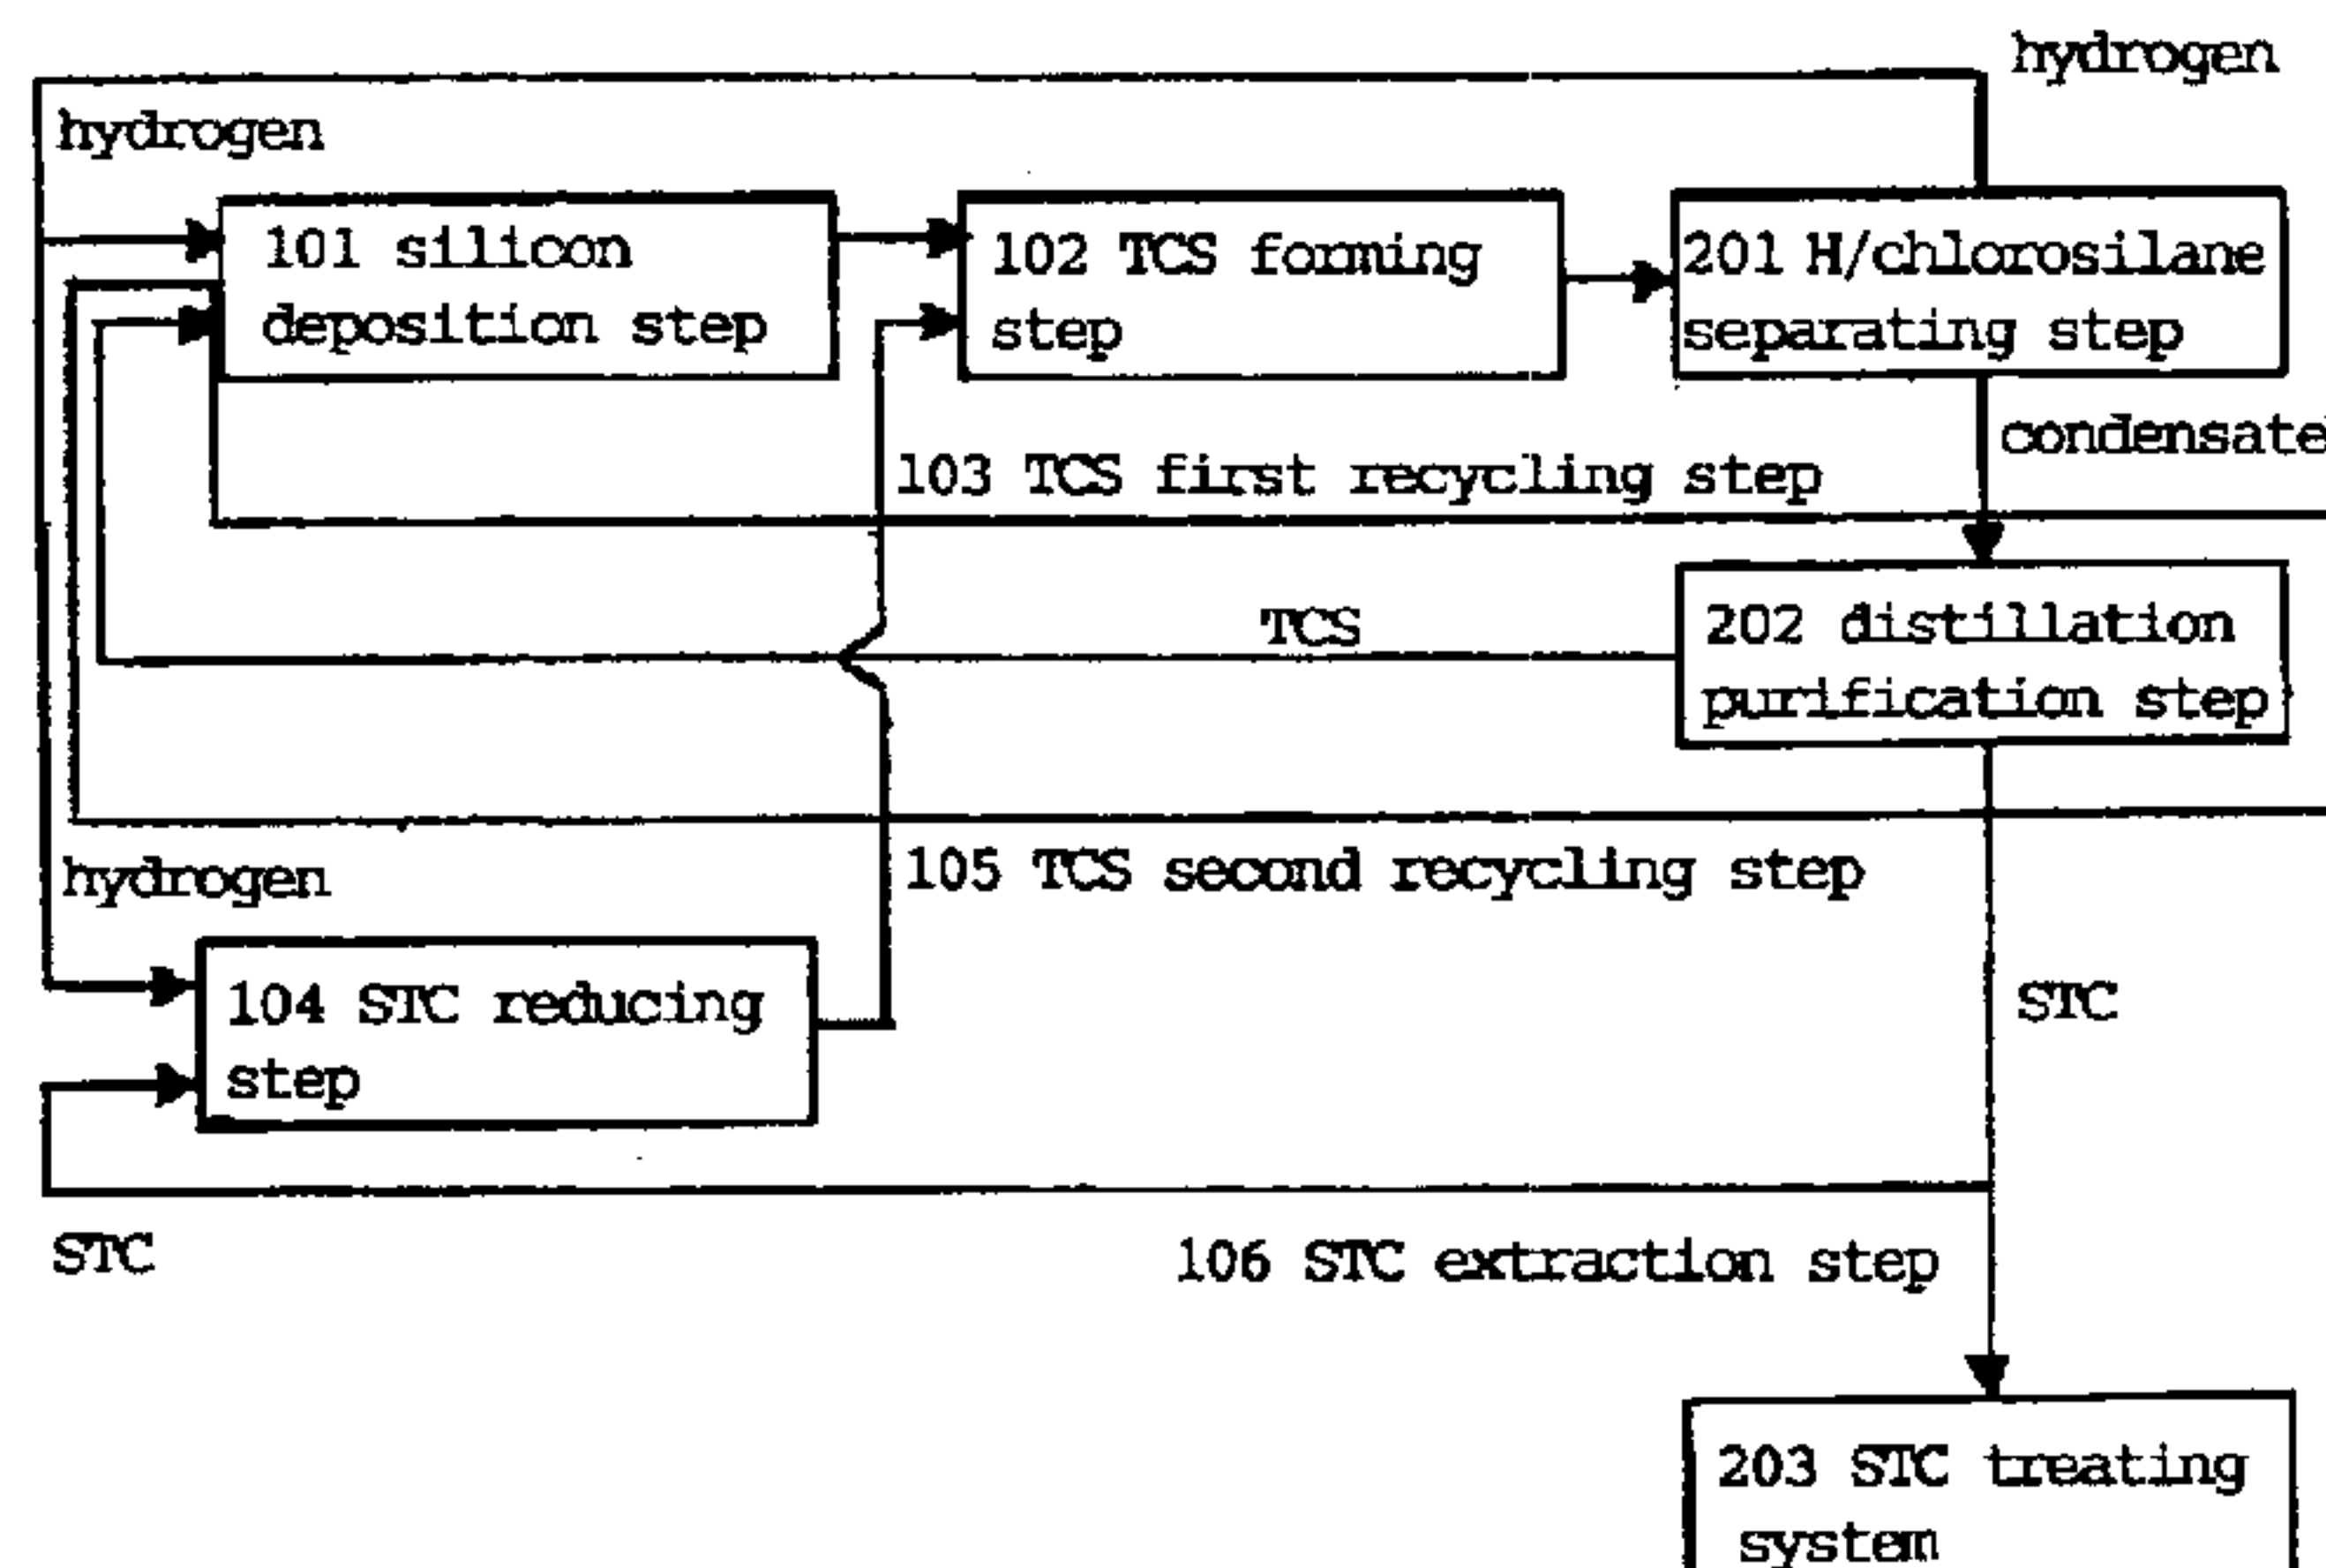 hydrogen
hydrogen
101 silicon
deposition step
102 TCS forming
step
201 H/chlorosilane
separating step
condensate
103 TCS first recycling step
TCS
202 distillation
purification step
105 TCS second recycling step
hydrogen
104 STC reducing
step
STC
STC
106 STC extraction step
203 STC treating
system